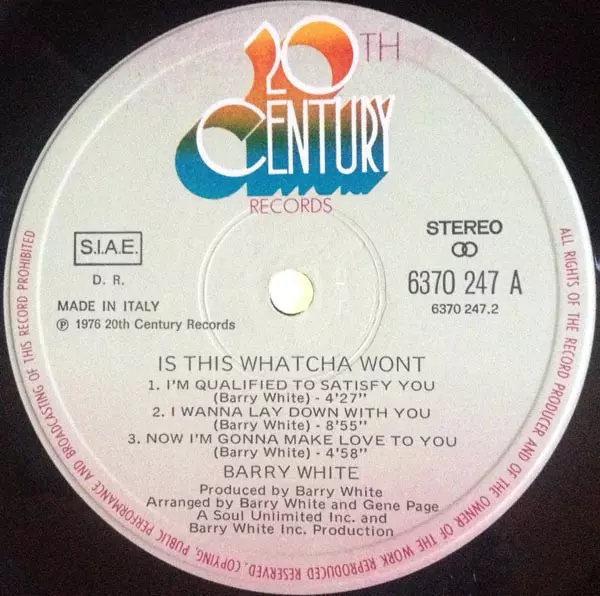 20TH
CENTURY
RECORDS
S.I.A.E.
D. R.
MADE IN ITALY
℗ 1976 20th Century Records
STEREO
6370 247 A
6370 247.2
IS THIS WHATCHA WONT
1. I'M QUALIFIED TO SATISFY YOU
(Barry White) - 4'27"
2. I WANNA LAY DOWN WITH YOU
(Barry White) - 8'55"
3. NOW I'M GONNA MAKE LOVE TO YOU
(Barry White) - 4'58"
BARRY WHITE
Produced by Barry White
Arranged by Barry White and Gene Page
A Soul Unlimited Inc. and
Barry White Inc. Production
ALL RIGHTS OF THE RECORD PRODUCER AND OF THE OWNER OF THE WORK REPRODUCED RESERVED. COPYING, PUBLIC PERFORMANCE AND BROADCASTING OF THIS RECORD PROHIBITED